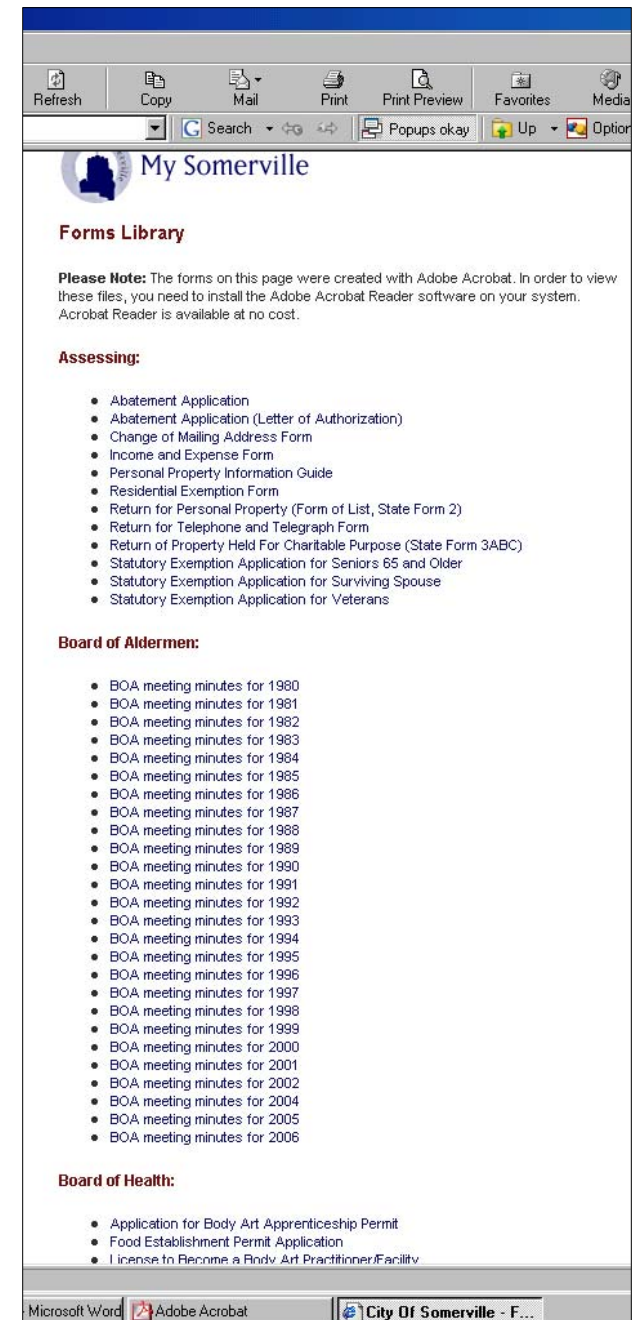 Refresh Copy Mail Print Print Preview Favorites Media
G Search Popups okay Up Option
My Somerville
Forms Library
Please Note: The forms on this page were created with Adobe Acrobat. In order to view
these files, you need to install the Adobe Acrobat Reader software on your system.
Acrobat Reader is available at no cost.
Assessing:
Abatement Application
Abatement Application (Letter of Authorization)
Change of Mailing Address Form
Income and Expense Form
Personal Property Information Guide
Residential Exemption Form
Return for Personal Property (Form of List, State Form 2)
Return for Telephone and Telegraph Form
Return of Property Held For Charitable Purpose (State Form 3ABC)
Statutory Exemption Application for Seniors 65 and Older
Statutory Exemption Application for Surviving Spouse
Statutory Exemption Application for Veterans
Board of Aldermen:
BOA meeting minutes for 1980
BOA meeting minutes for 1981
BOA meeting minutes for 1982
BOA meeting minutes for 1983
BOA meeting minutes for 1984
BOA meeting minutes for 1985
BOA meeting minutes for 1986
BOA meeting minutes for 1987
BOA meeting minutes for 1988
BOA meeting minutes for 1989
BOA meeting minutes for 1990
BOA meeting minutes for 1991
BOA meeting minutes for 1992
BOA meeting minutes for 1993
BOA meeting minutes for 1994
BOA meeting minutes for 1995
BOA meeting minutes for 1996
BOA meeting minutes for 1997
BOA meeting minutes for 1998
BOA meeting minutes for 1999
BOA meeting minutes for 2000
BOA meeting minutes for 2001
BOA meeting minutes for 2002
BOA meeting minutes for 2004
BOA meeting minutes for 2005
BOA meeting minutes for 2006
Board of Health:
Application for Body Art Apprenticeship Permit
Food Establishment Permit Application
License to Become a Body Art Practitioner/Facility
Microsoft Word Adobe Acrobat City Of Somerville - F...